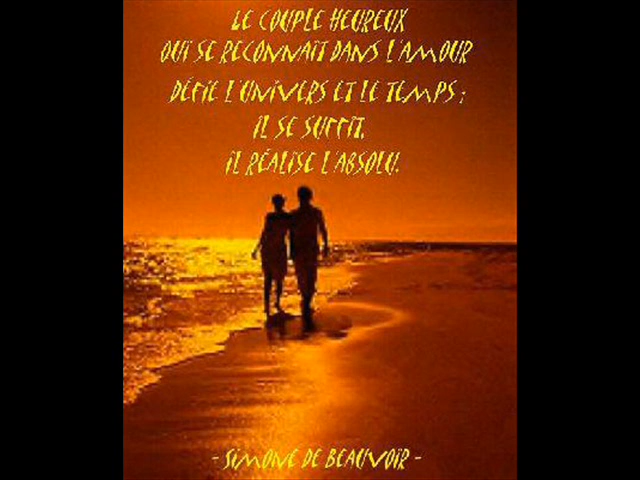 LE COUPLE HEUREUX
QUI SE RECONNAÎT DANS L'AMOUR
DÉFIE L'UNIVERS ET LE TEMPS ;
IL SE SUFFIT,
IL RÉALISE L'ABSOLU.
- SIMONE DE BEAUVOIR -